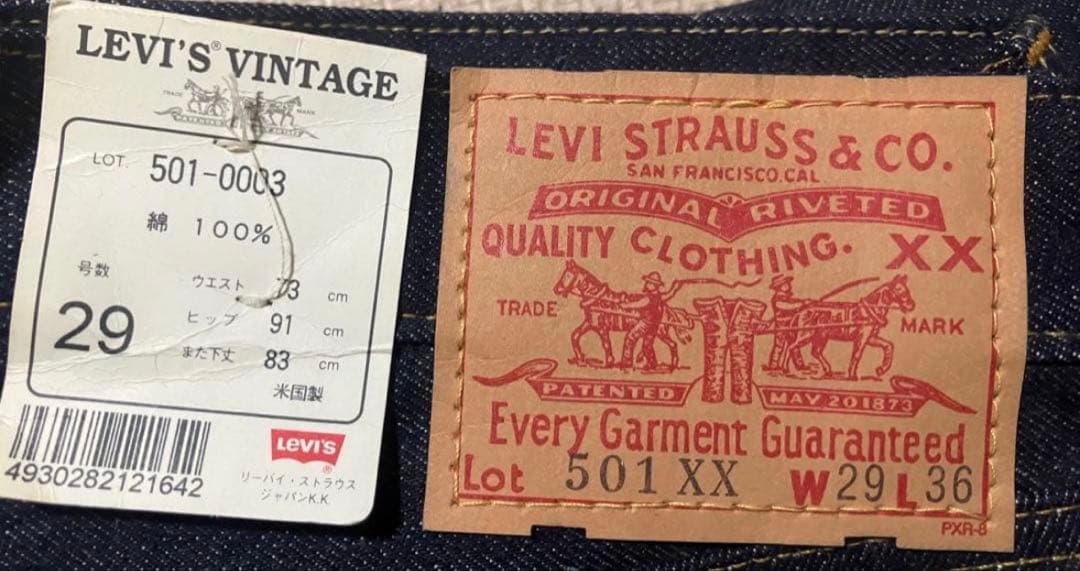 LEVI'S® VINTAGE
TRADE MARK
LOT. 501-0003
綿 100%
号数
29
ウエスト 73 cm
ヒップ 91 cm
また下丈 83 cm
米国製
4930282121642
LEVI'S
®
リーバイ・ストラウス
ジャパンK.K.
LEVI STRAUSS & CO.
SAN FRANCISCO.CAL
ORIGINAL RIVETED
QUALITY CLOTHING. XX
TRADE MARK
PATENTED MAY 20 1873
Every Garment Guaranteed
Lot 501 XX W 29 L 36
PXR-8